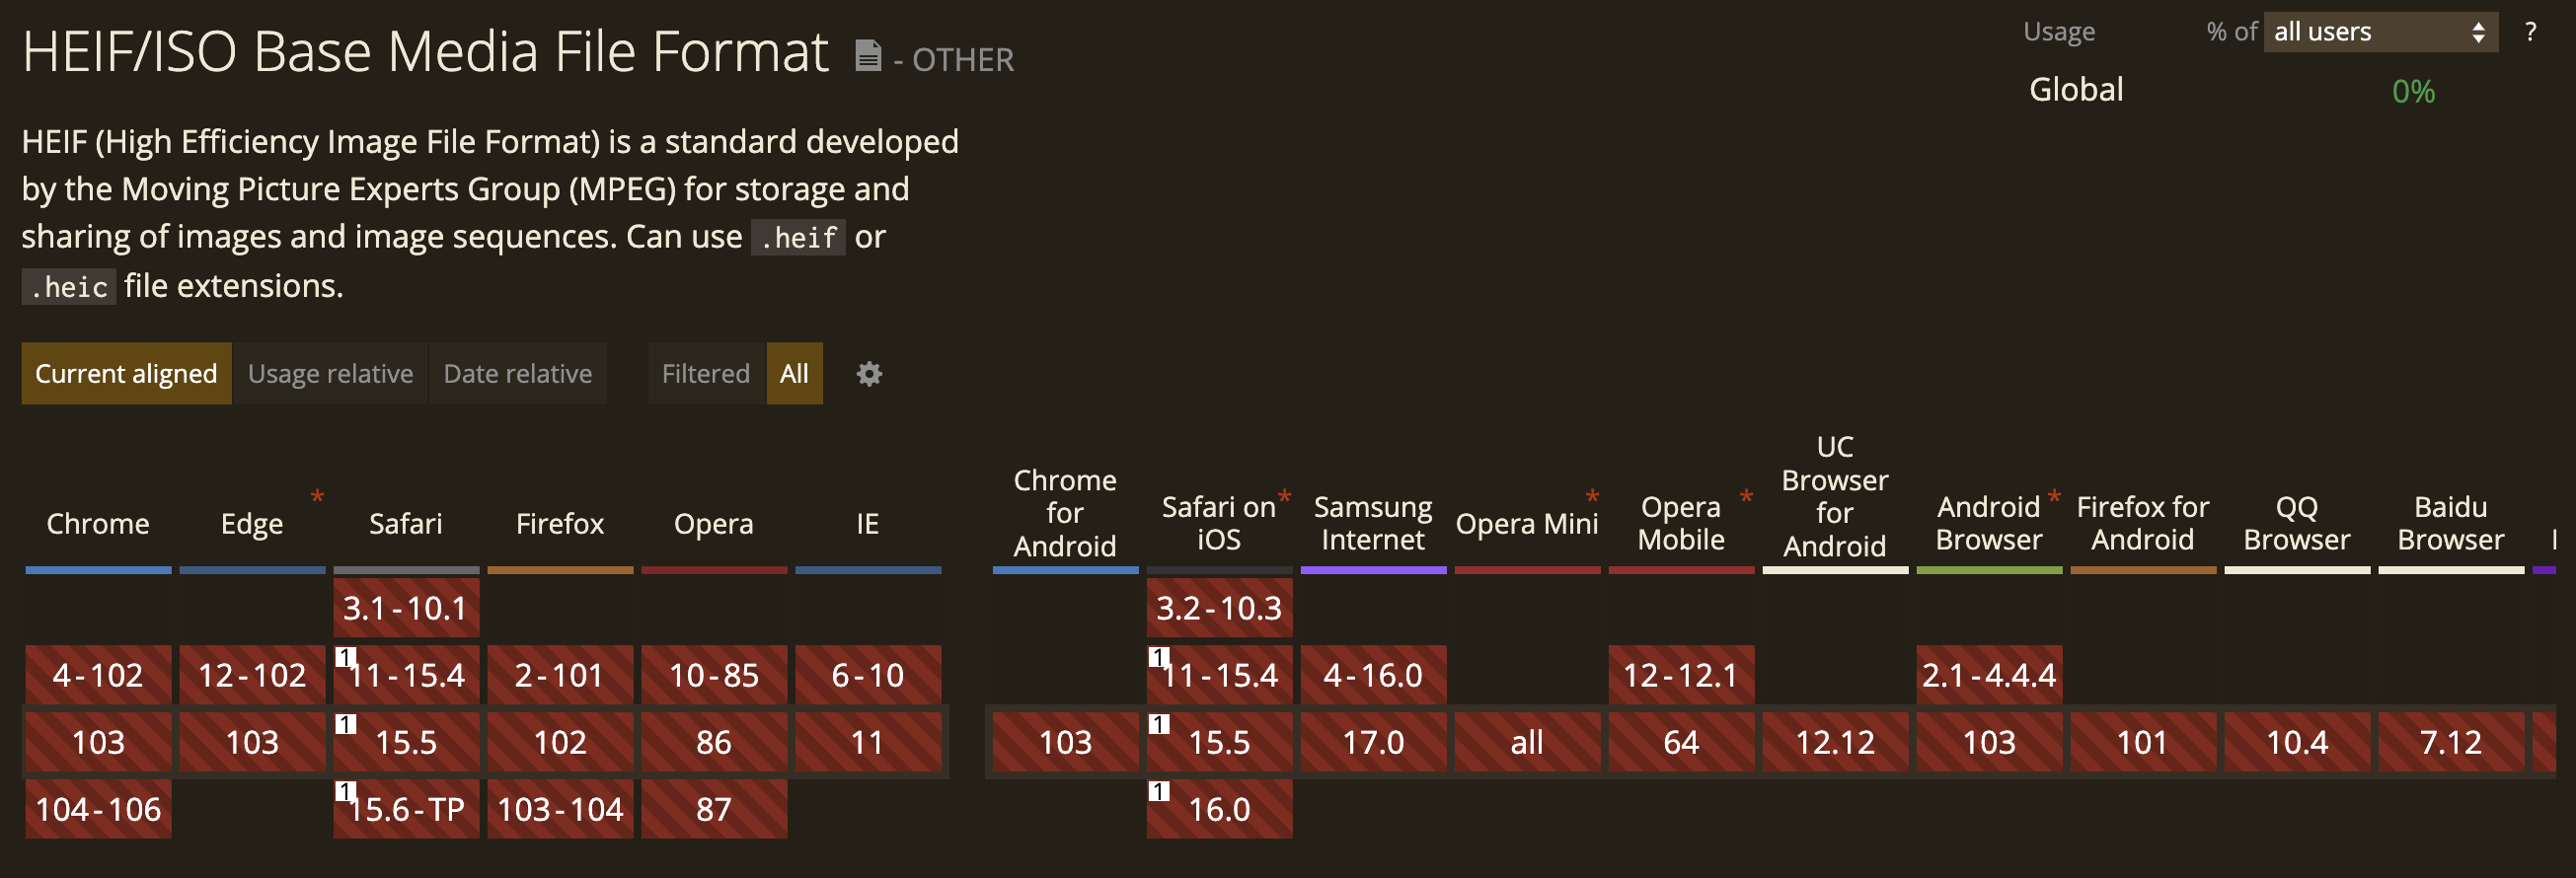 HEIF/ISO Base Media File Format - OTHER
Usage % of all users ?
Global 0%
HEIF (High Efficiency Image File Format) is a standard developed
by the Moving Picture Experts Group (MPEG) for storage and
sharing of images and image sequences. Can use .heif or
.heic file extensions.
Current aligned Usage relative Date relative Filtered All
Chrome
Edge *
Safari
Firefox
Opera
IE
Chrome
for
Android
Safari on *
iOS
Samsung
Internet
Opera Mini *
Opera *
Mobile
UC
Browser
for
Android
Android *
Browser
Firefox for
Android
QQ
Browser
Baidu
Browser
3.1-10.1 3.2-10.3
4-102 12-102 1 11-15.4 2-101 10-85 6-10 1 11-15.4 4-16.0 12-12.1 2.1-4.4.4
103 103 1 15.5 102 86 11 103 1 15.5 17.0 all 64 12.12 103 101 10.4 7.12
104-106 1 15.6-TP 103-104 87 1 16.0